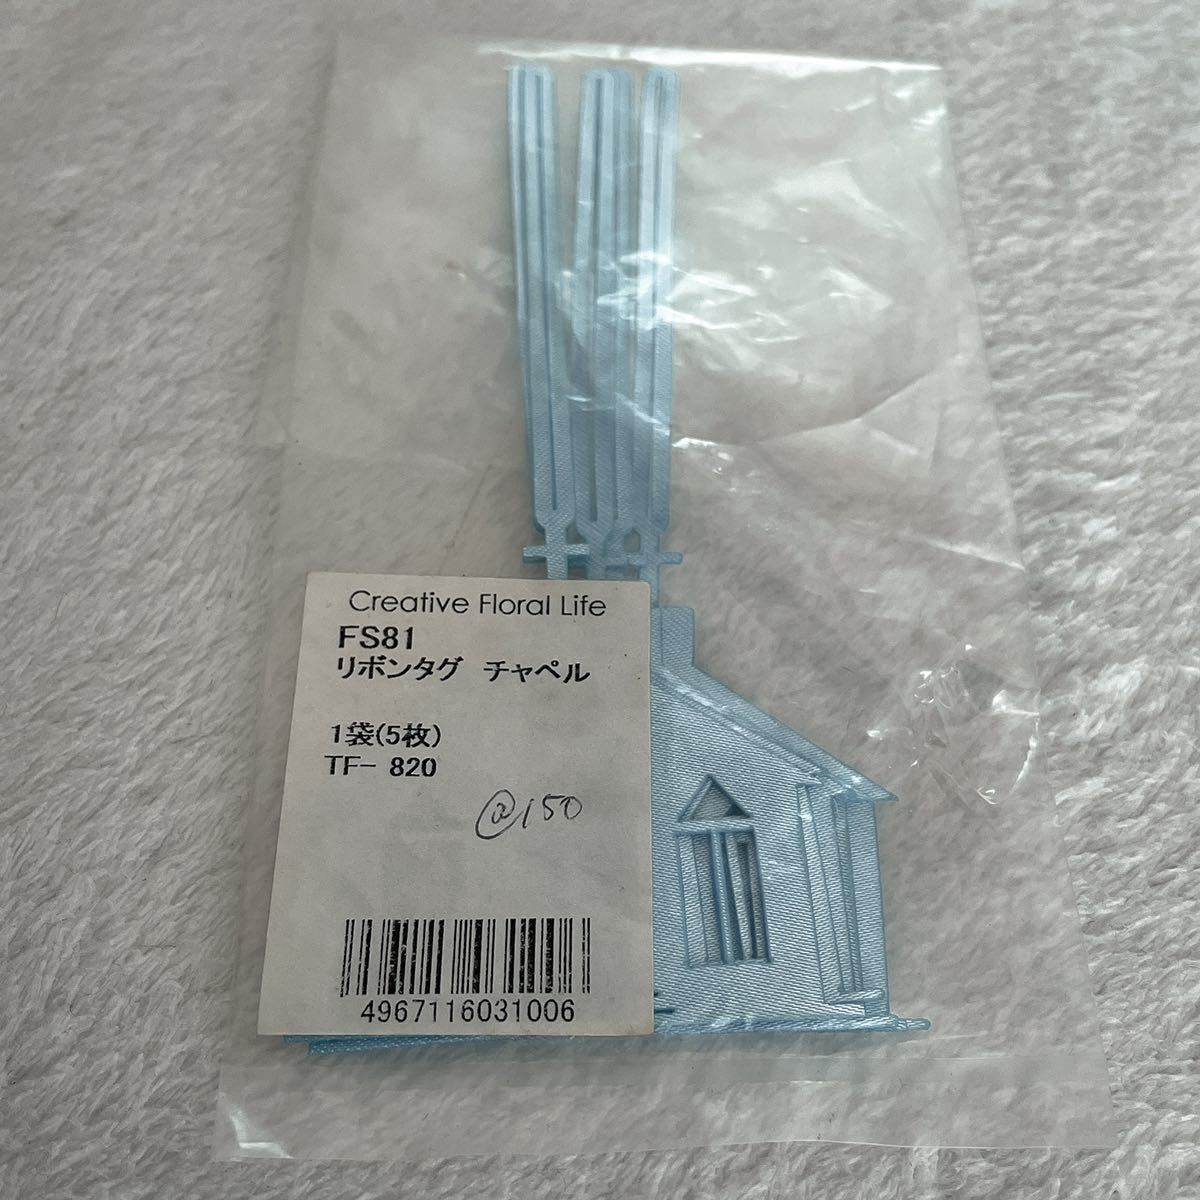 Creative Floral Life
FS81
リボンタグ チャペル
1袋(5枚)
TF- 820
@150
4967116031006